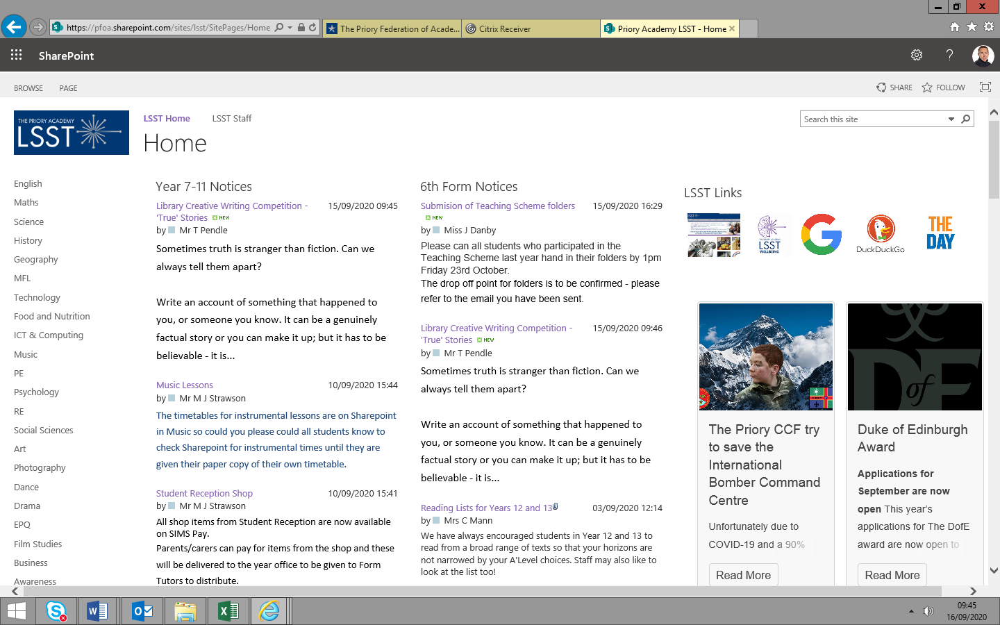 https://pfoa.sharepoint.com/sites/lsst/SitePages/Home
The Priory Federation of Acade...
Citrix Receiver
Priory Academy LSST - Home
SharePoint
BROWSE
PAGE
SHARE
FOLLOW
THE PRIORY ACADEMY
LSST
LSST Home
LSST Staff
Home
Search this site
English
Maths
Science
History
Geography
MFL
Technology
Food and Nutrition
ICT & Computing
Music
PE
Psychology
RE
Social Sciences
Art
Photography
Dance
Drama
EPQ
Film Studies
Business
Awareness
Year 7-11 Notices
Library Creative Writing Competition - 15/09/2020 09:45
'True' Stories NEW
by Mr T Pendle
Sometimes truth is stranger than fiction. Can we
always tell them apart?
Write an account of something that happened to
you, or someone you know. It can be a genuinely
factual story or you can make it up; but it has to be
believable - it is...
Music Lessons 10/09/2020 15:44
by Mr M J Strawson
The timetables for instrumental lessons are on Sharepoint
in Music so could you please could all students know to
check Sharepoint for instrumental times until they are
given their paper copy of their own timetable.
Student Reception Shop 10/09/2020 15:41
by Mr M J Strawson
All shop items from Student Reception are now available
on SIMS Pay.
Parents/carers can pay for items from the shop and these
will be delivered to the year office to be given to Form
Tutors to distribute.
6th Form Notices
Submision of Teaching Scheme folders 15/09/2020 16:29
NEW
by Miss J Danby
Please can all students who participated in the
Teaching Scheme last year hand in their folders by 1pm
Friday 23rd October.
The drop off point for folders is to be confirmed - please
refer to the email you have been sent.
Library Creative Writing Competition - 15/09/2020 09:46
'True' Stories NEW
by Mr T Pendle
Sometimes truth is stranger than fiction. Can we
always tell them apart?
Write an account of something that happened to
you, or someone you know. It can be a genuinely
factual story or you can make it up; but it has to be
believable - it is...
Reading Lists for Years 12 and 13 03/09/2020 12:14
by Mrs C Mann
We have always encouraged students in Year 12 and 13 to
read from a broad range of texts so that your horizons are
not narrowed by your A'Level choices. Staff may also like to
look at the list too!
LSST Links
LSST
WELLBEING
DuckDuckGo
THE
DAY
The Priory CCF try
to save the
International
Bomber Command
Centre
Unfortunately due to
COVID-19 and a 90%
Read More
D of E
Duke of Edinburgh
Award
Applications for
September are now
open This year's
applications for The DofE
award are now open to
Read More
09:45
16/09/2020